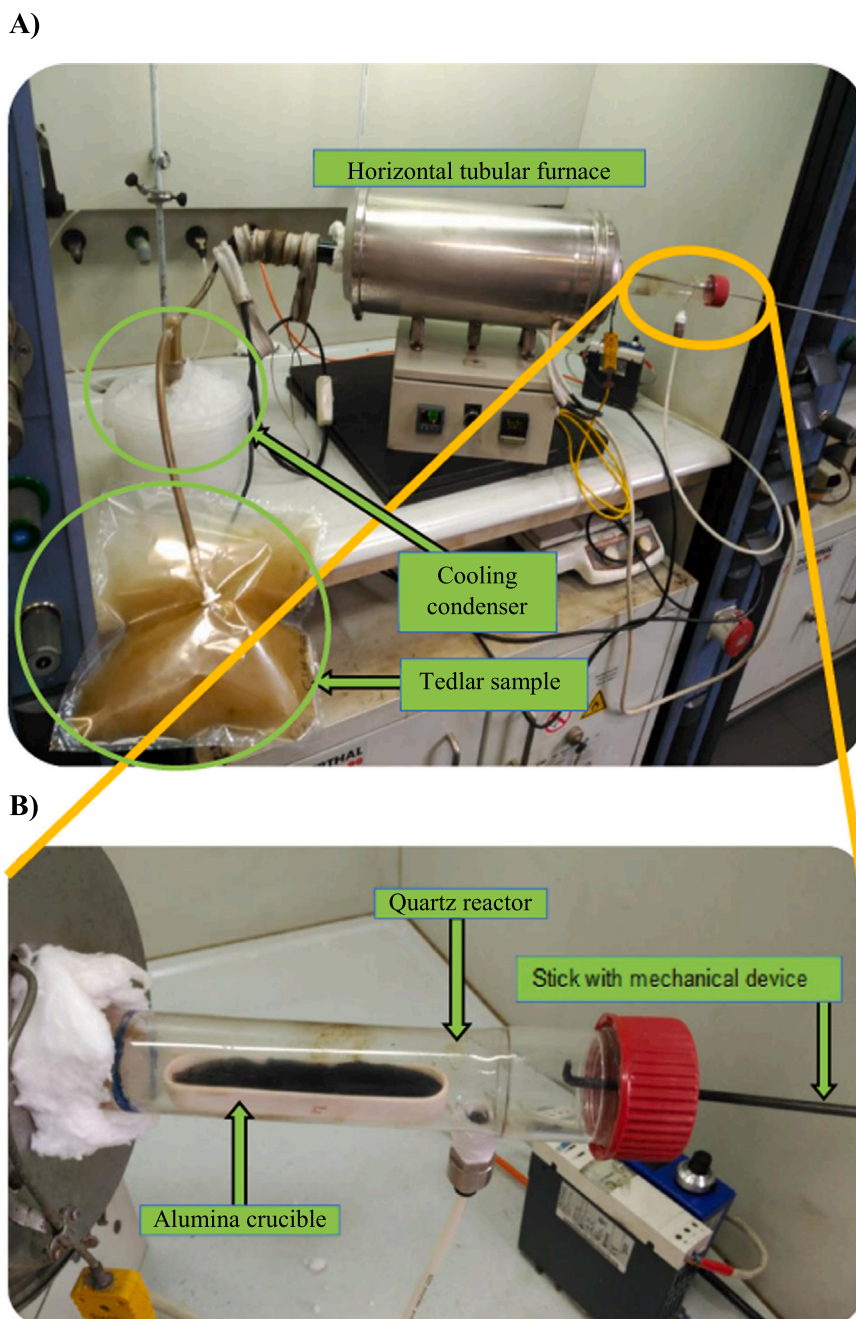 A)
Horizontal tubular furnace
Cooling
condenser
Tedlar sample
B)
Quartz reactor
Stick with mechanical device
Alumina crucible